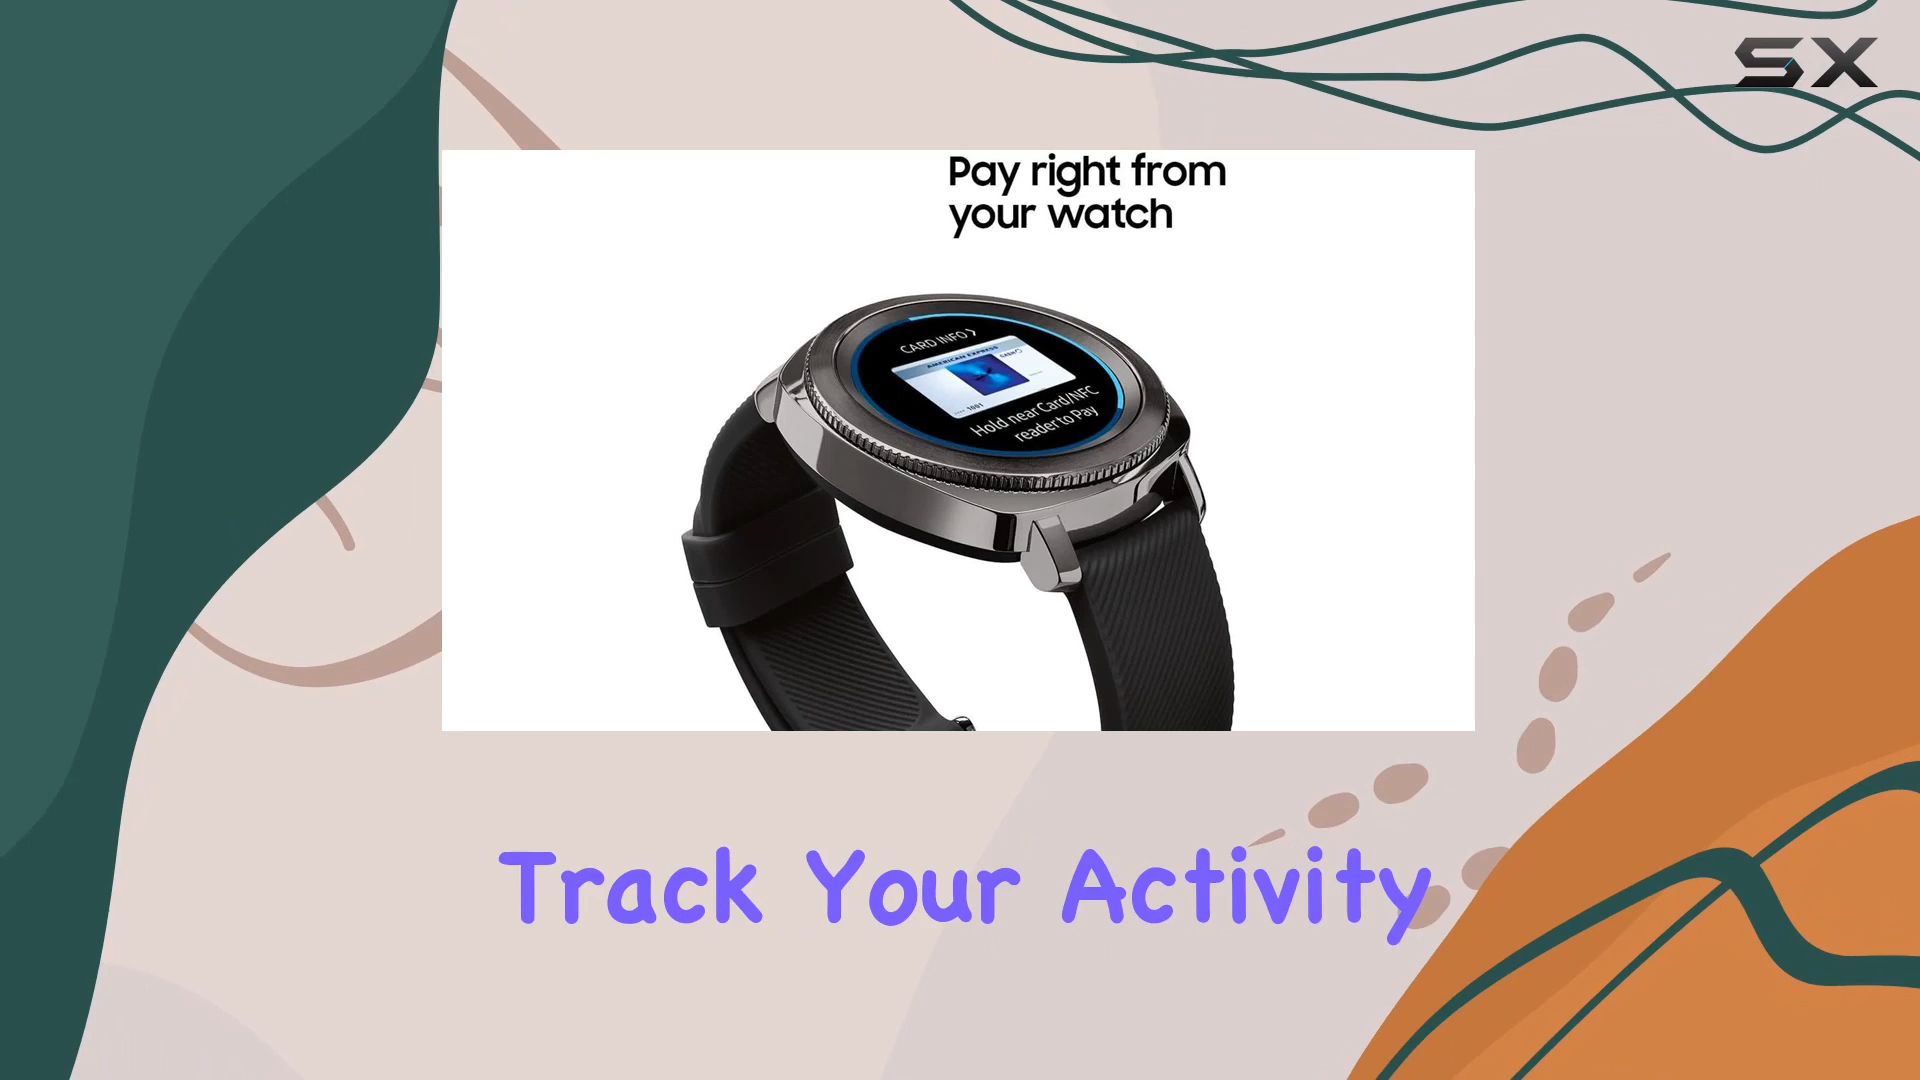 SX
Pay right from
your watch
CARD INFO >
AMERICAN EXPRESS
1001
Hold near Card/NFC
reader to Pay
Track Your Activity